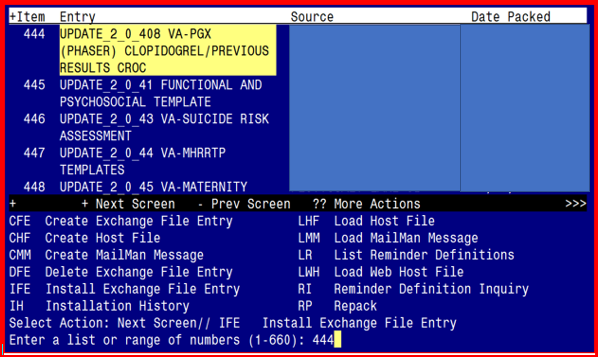 +Item Entry Source Date Packed
444 UPDATE_2_0_408 VA-PGX
(PHASER) CLOPIDOGREL/PREVIOUS
RESULTS CROC
445 UPDATE_2_0_41 FUNCTIONAL AND
PSYCHOSOCIAL TEMPLATE
446 UPDATE_2_0_43 VA-SUICIDE RISK
ASSESSMENT
447 UPDATE_2_0_44 VA-MHRRTP
TEMPLATES
448 UPDATE_2_0_45 VA-MATERNITY
+ + Next Screen - Prev Screen ?? More Actions >>>
CFE Create Exchange File Entry LHF Load Host File
CHF Create Host File LMM Load MailMan Message
CMM Create MailMan Message LR List Reminder Definitions
DFE Delete Exchange File Entry LWH Load Web Host File
IFE Install Exchange File Entry RI Reminder Definition Inquiry
IH Installation History RP Repack
Select Action: Next Screen// IFE Install Exchange File Entry
Enter a list or range of numbers (1-660): 444